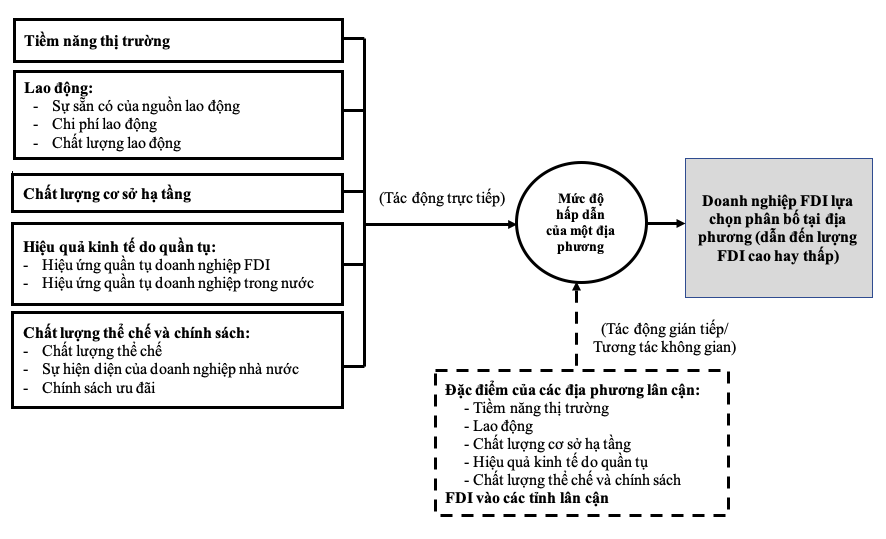 Tiềm năng thị trường
Lao động:
- Sự sẵn có của nguồn lao động
- Chi phí lao động
- Chất lượng lao động
Chất lượng cơ sở hạ tầng
Hiệu quả kinh tế do quần tụ:
- Hiệu ứng quần tụ doanh nghiệp FDI
- Hiệu ứng quần tụ doanh nghiệp trong nước
Chất lượng thể chế và chính sách:
- Chất lượng thể chế
- Sự hiện diện của doanh nghiệp nhà nước
- Chính sách ưu đãi
(Tác động trực tiếp)
Mức độ
hấp dẫn
của một địa
phương
Doanh nghiệp FDI lựa
chọn phân bố tại địa
phương (dẫn đến lượng
FDI cao hay thấp)
(Tác động gián tiếp/
Tương tác không gian)
Đặc điểm của các địa phương lân cận:
- Tiềm năng thị trường
- Lao động
- Chất lượng cơ sở hạ tầng
- Hiệu quả kinh tế do quần tụ
- Chất lượng thể chế và chính sách
FDI vào các tỉnh lân cận